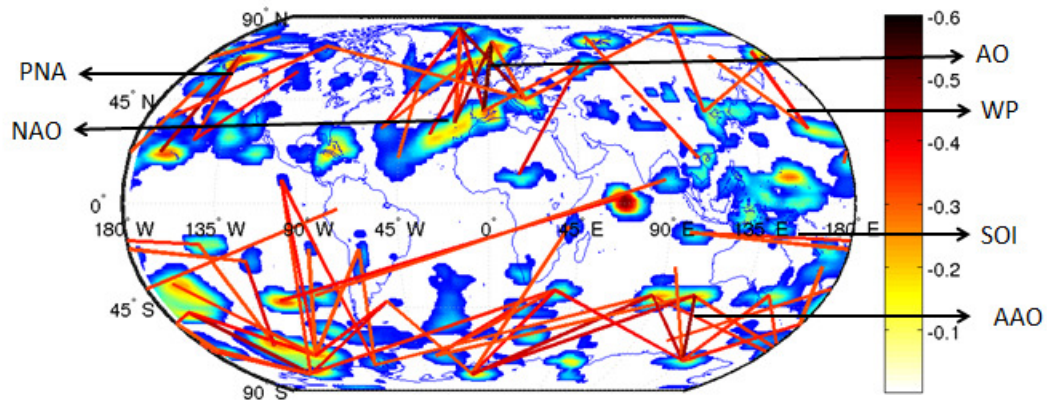 90° N
-0.6
PNA
AO
-0.5
45° N
WP
NAO
-0.4
0°
-0.3
180° W
135° W
90° W
45° W
0°
45° E
90° E
135° E
180° E
SOI
-0.2
45° S
AAO
-0.1
90° S